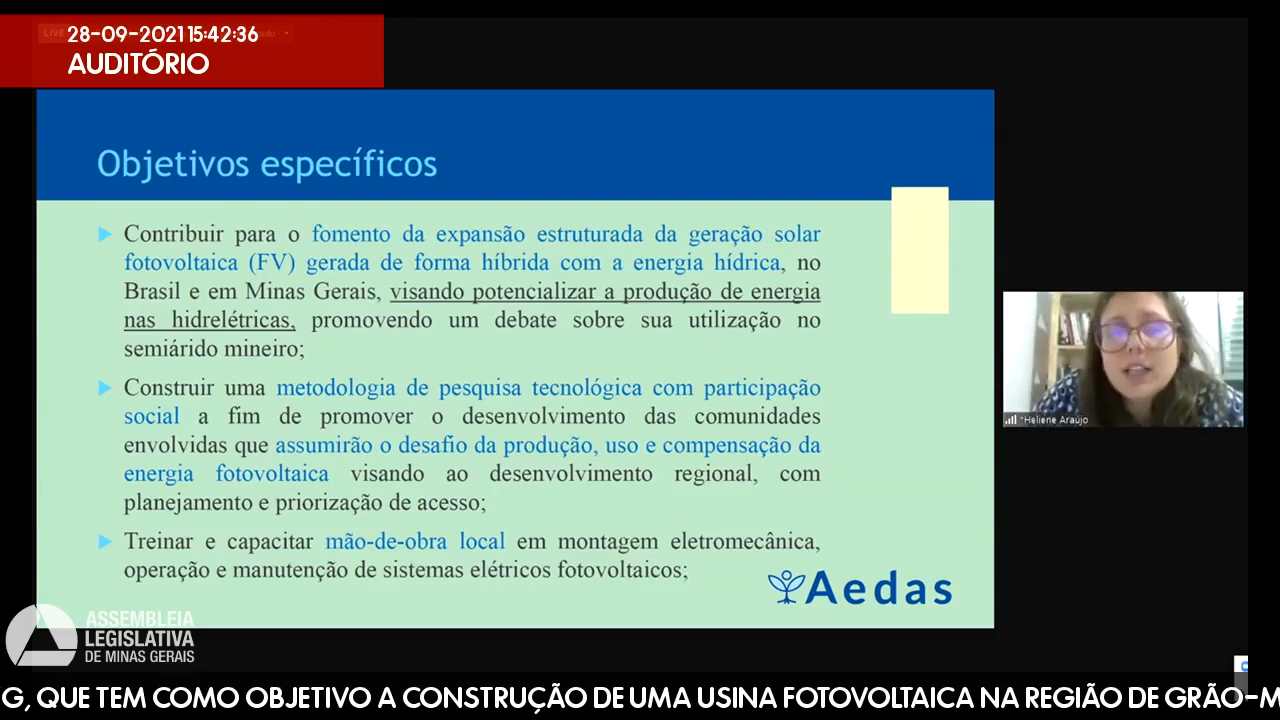 LIVE
28-09-2021 15:42:36
AUDITÓRIO
Objetivos específicos
Contribuir para o fomento da expansão estruturada da geração solar
fotovoltaica (FV) gerada de forma híbrida com a energia hídrica, no
Brasil e em Minas Gerais, visando potencializar a produção de energia
nas hidrelétricas, promovendo um debate sobre sua utilização no
semiárido mineiro;
Construir uma metodologia de pesquisa tecnológica com participação
social a fim de promover o desenvolvimento das comunidades
envolvidas que assumirão o desafio da produção, uso e compensação da
energia fotovoltaica visando ao desenvolvimento regional, com
planejamento e priorização de acesso;
Treinar e capacitar mão-de-obra local em montagem eletromecânica,
operação e manutenção de sistemas elétricos fotovoltaicos;
Aedas
*Heliene Araújo
ASSEMBLEIA
LEGISLATIVA
DE MINAS GERAIS
G, QUE TEM COMO OBJETIVO A CONSTRUÇÃO DE UMA USINA FOTOVOLTAICA NA REGIÃO DE GRÃO-M